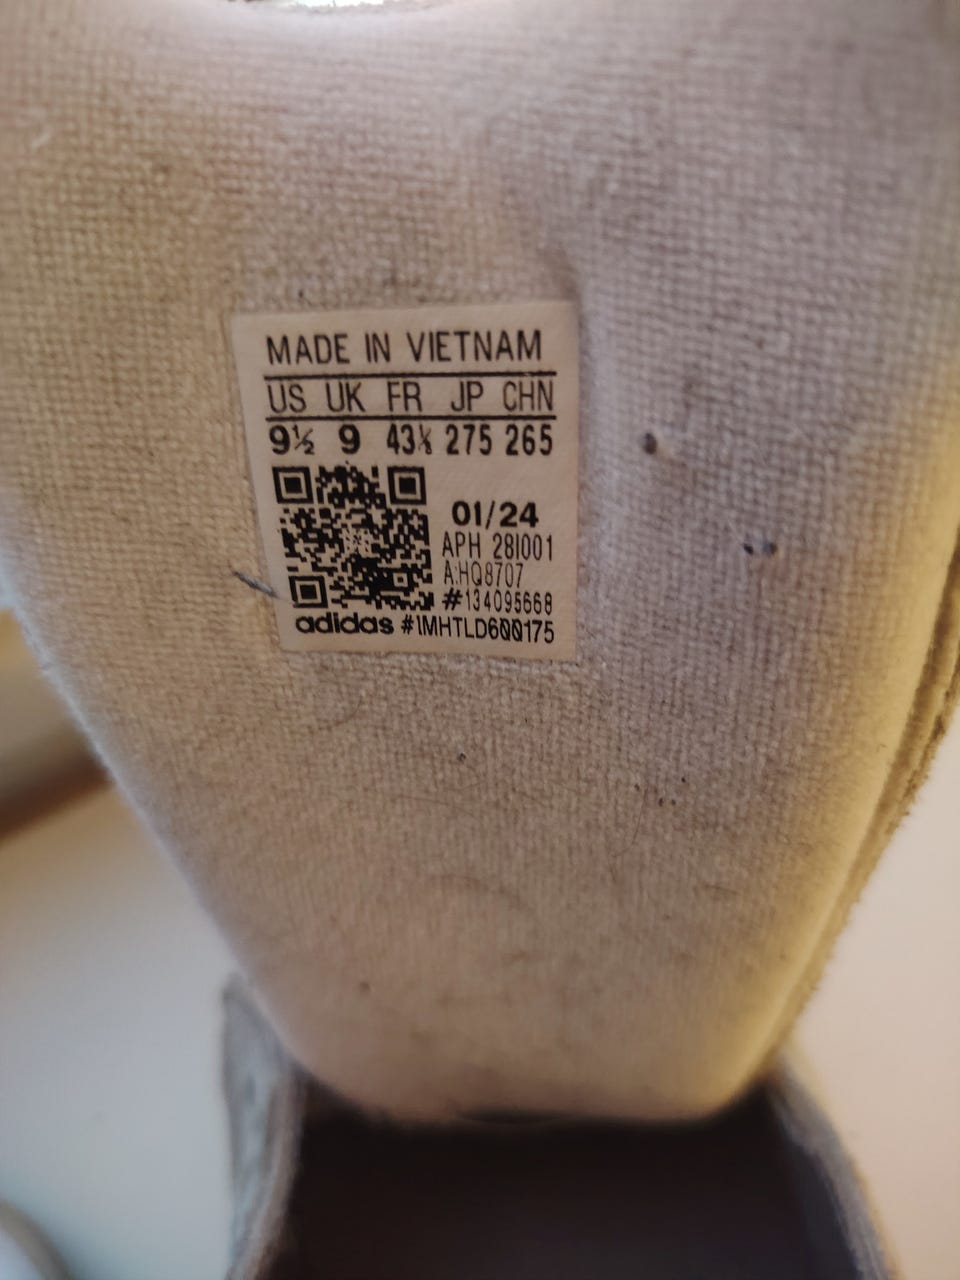 MADE IN VIETNAM
US UK FR JP CHN
9½ 9 43⅓ 275 265
01/24
APH 28I001
A:HQ8707
#134095668
adidas #1MHTLD600175